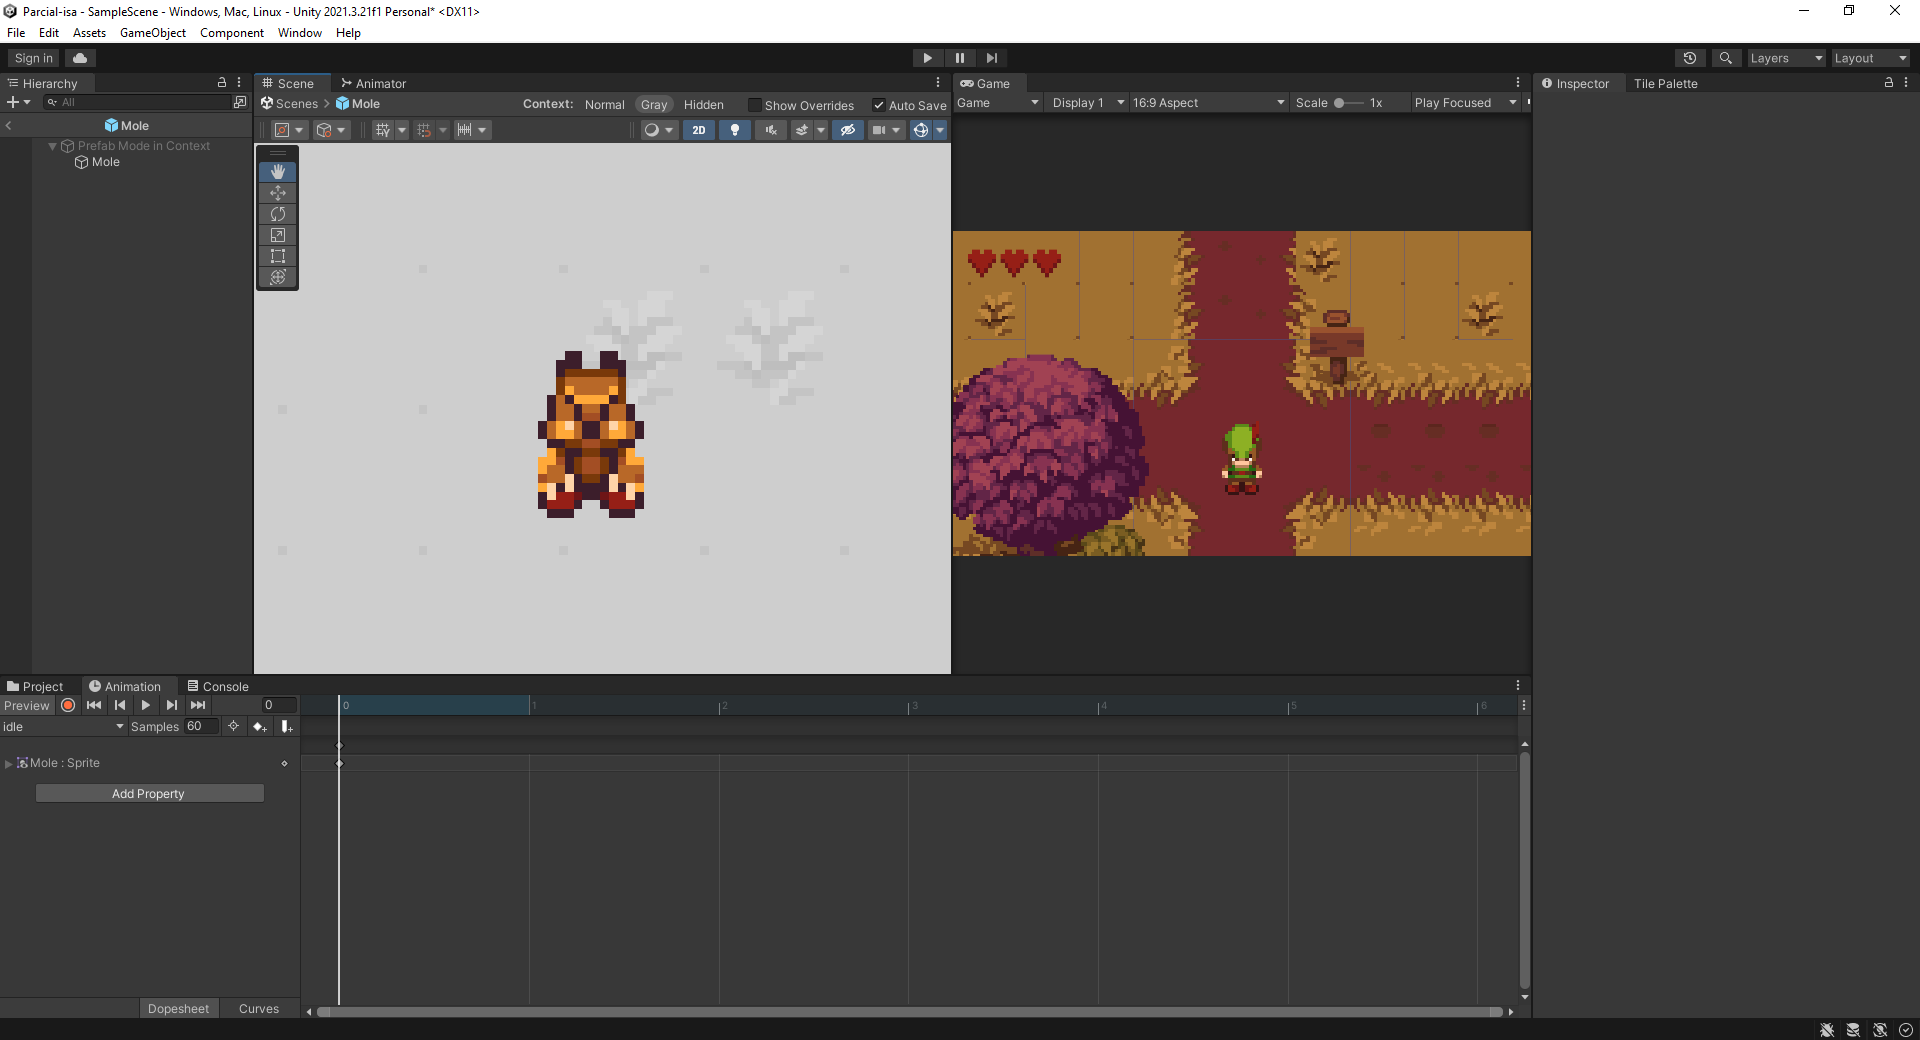 Parcial-isa - SampleScene - Windows, Mac, Linux - Unity 2021.3.21f1 Personal* <DX11>
File Edit Assets GameObject Component Window Help
Sign in
Layers Layout
Hierarchy
All
Mole
Prefab Mode in Context
Mole
Scene Animator
Scenes Mole
Context: Normal Gray Hidden Show Overrides Auto Save
2D
Game
Game Display 1 16:9 Aspect Scale 1x Play Focused
Inspector Tile Palette
Project Animation Console
Preview 0
idle Samples 60
Mole : Sprite
Add Property
0 1 2 3 4 5 6
Dopesheet Curves